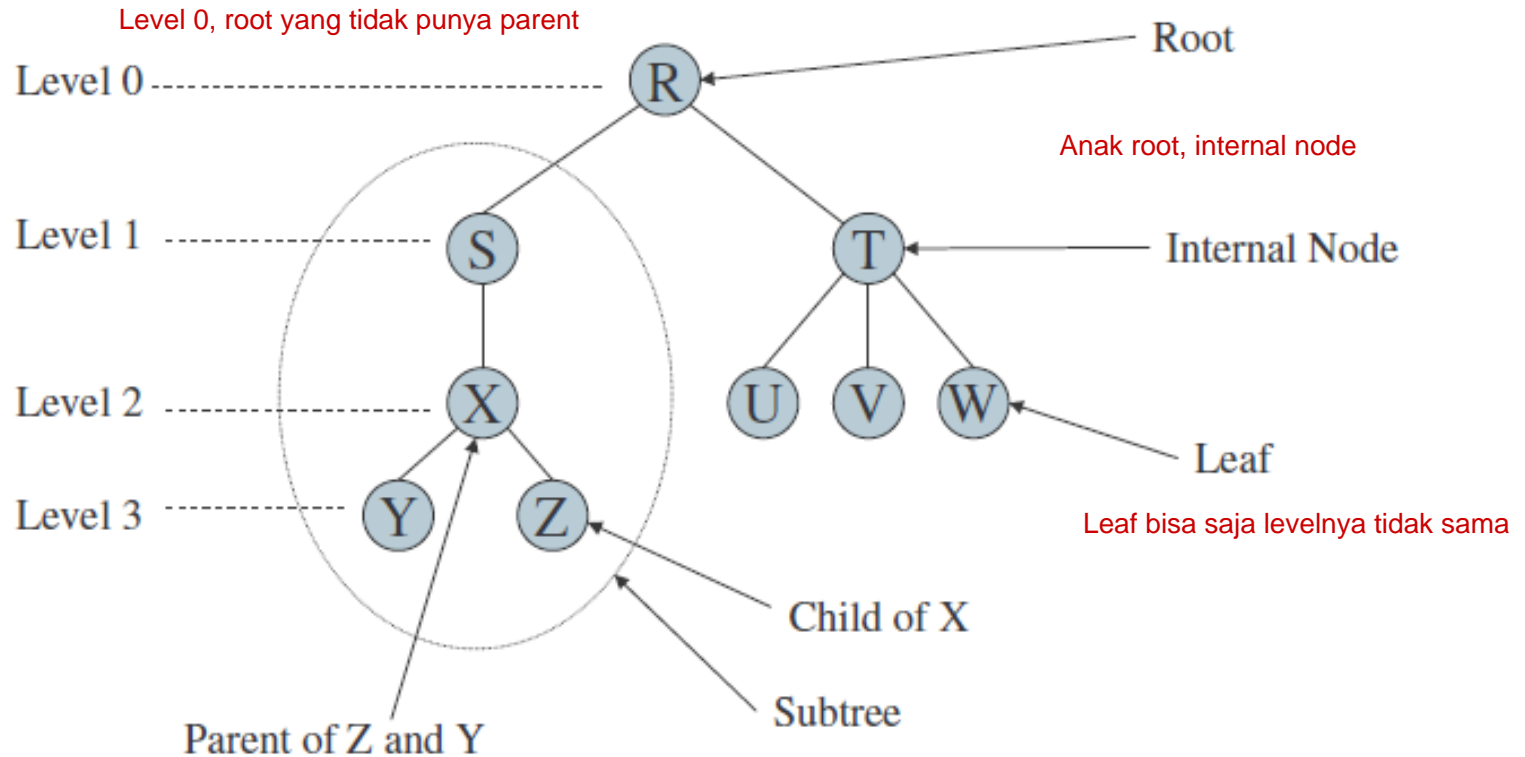 Level 0, root yang tidak punya parent
Root
Level 0
R
Anak root, internal node
Level 1
S
T
Internal Node
Level 2
X
U
V
W
Leaf
Level 3
Y
Z
Leaf bisa saja levelnya tidak sama
Child of X
Subtree
Parent of Z and Y